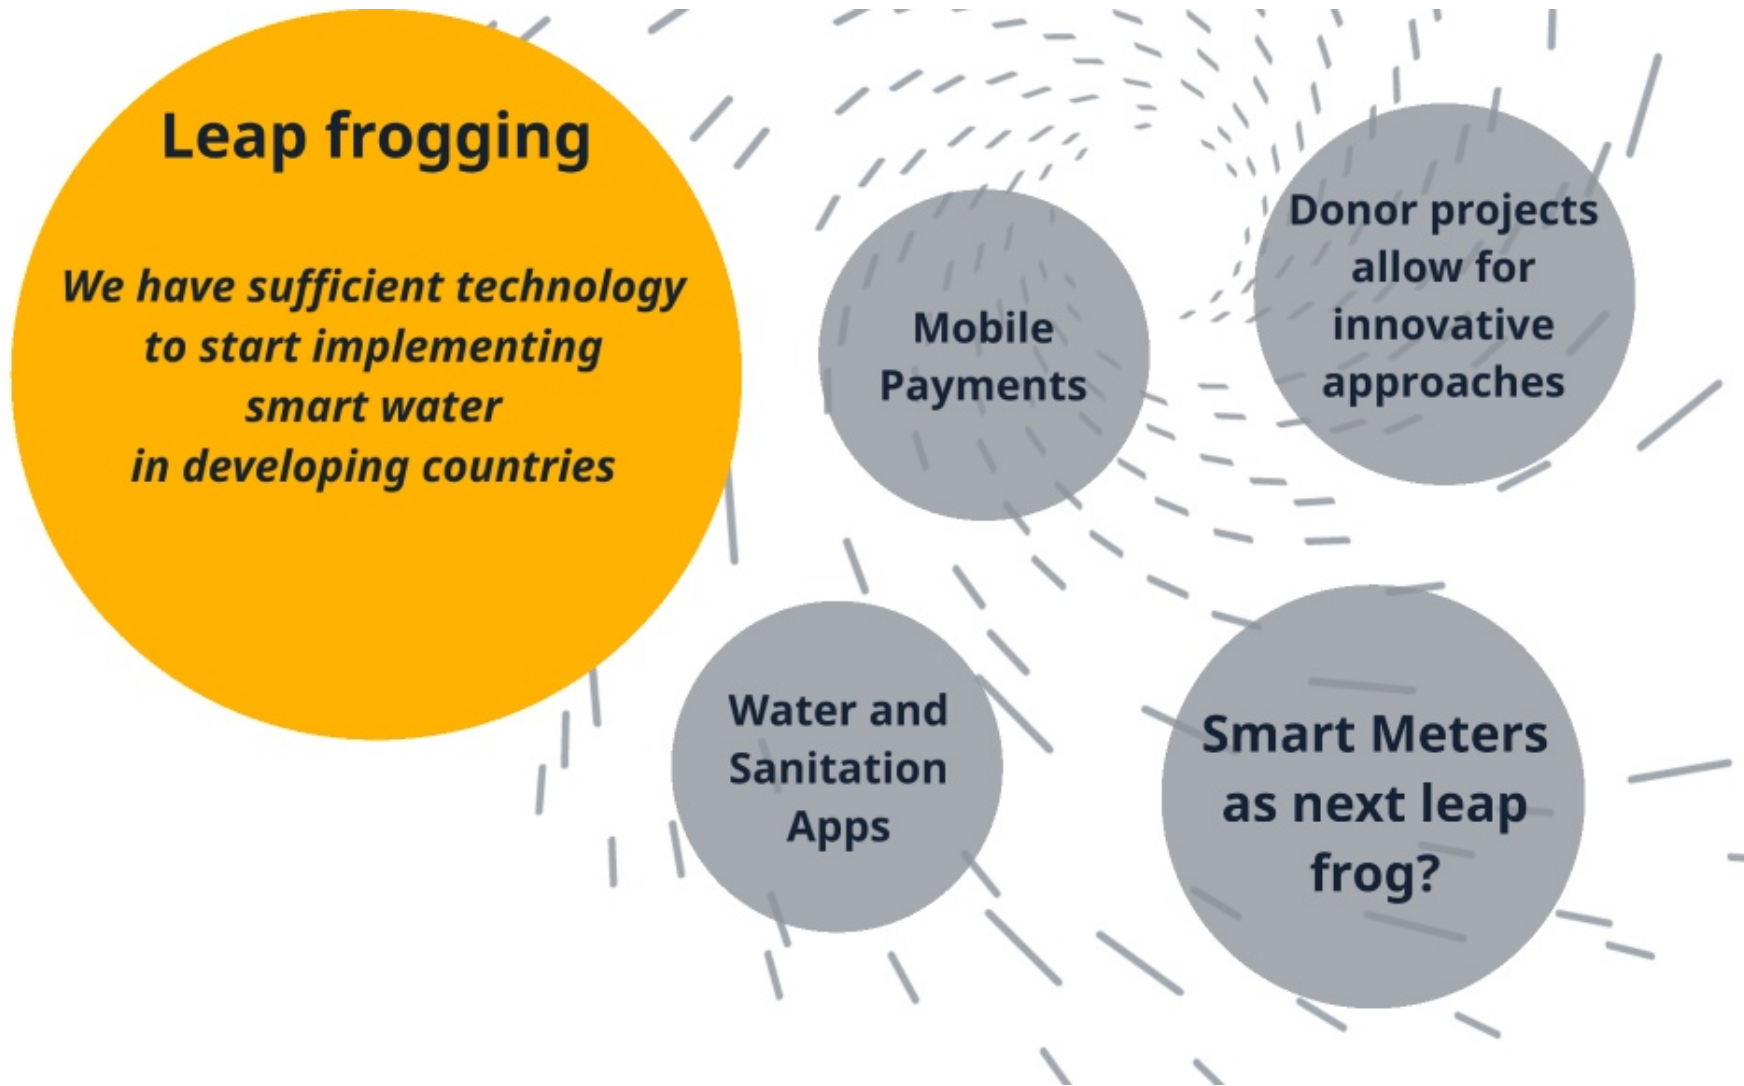 Leap frogging
We have sufficient technology
to start implementing
smart water
in developing countries
Mobile
Payments
Donor projects
allow for
innovative
approaches
Water and
Sanitation
Apps
Smart Meters
as next leap
frog?